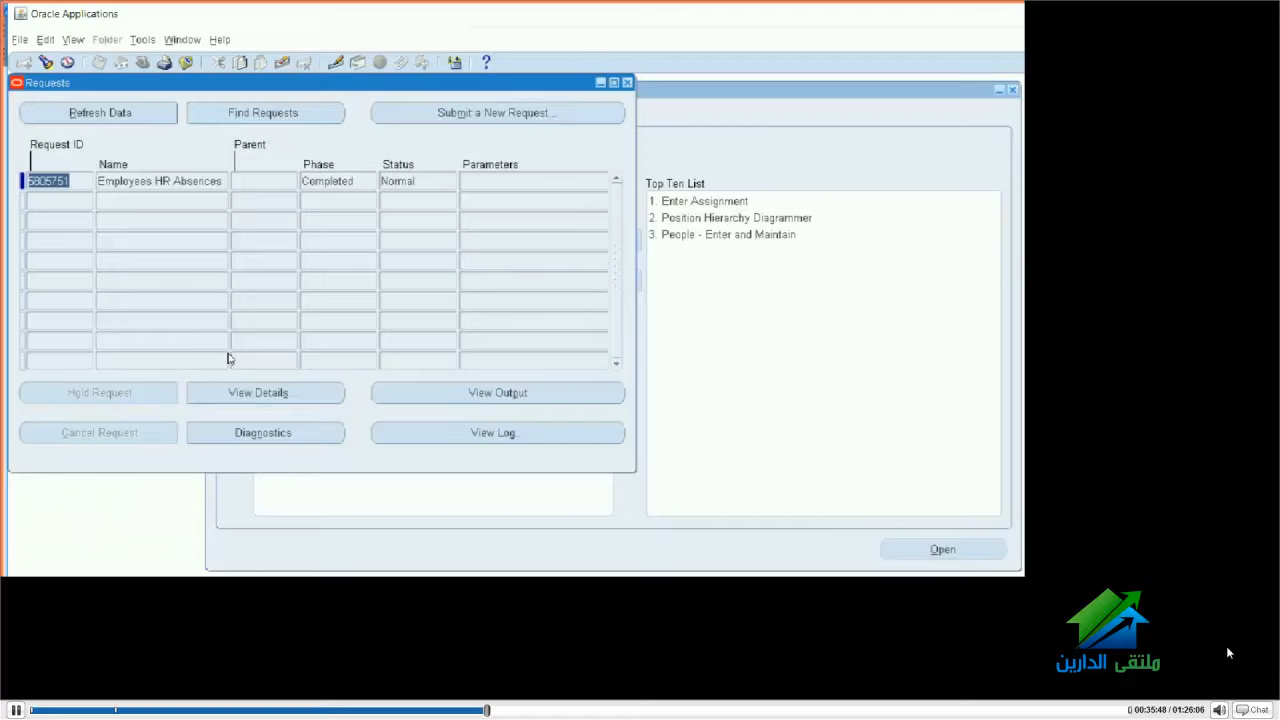 Oracle Applications
File Edit View Folder Tools Window Help
Requests
Refresh Data Find Requests Submit a New Request...
Request ID Parent
Name Phase Status Parameters
5805751 Employees HR Absences Completed Normal
Top Ten List
1. Enter Assignment
2. Position Hierarchy Diagrammer
3. People - Enter and Maintain
Hold Request View Details... View Output
Cancel Request Diagnostics View Log...
Open
ملتقى الدارين
00:35:48 / 01:26:06 Chat